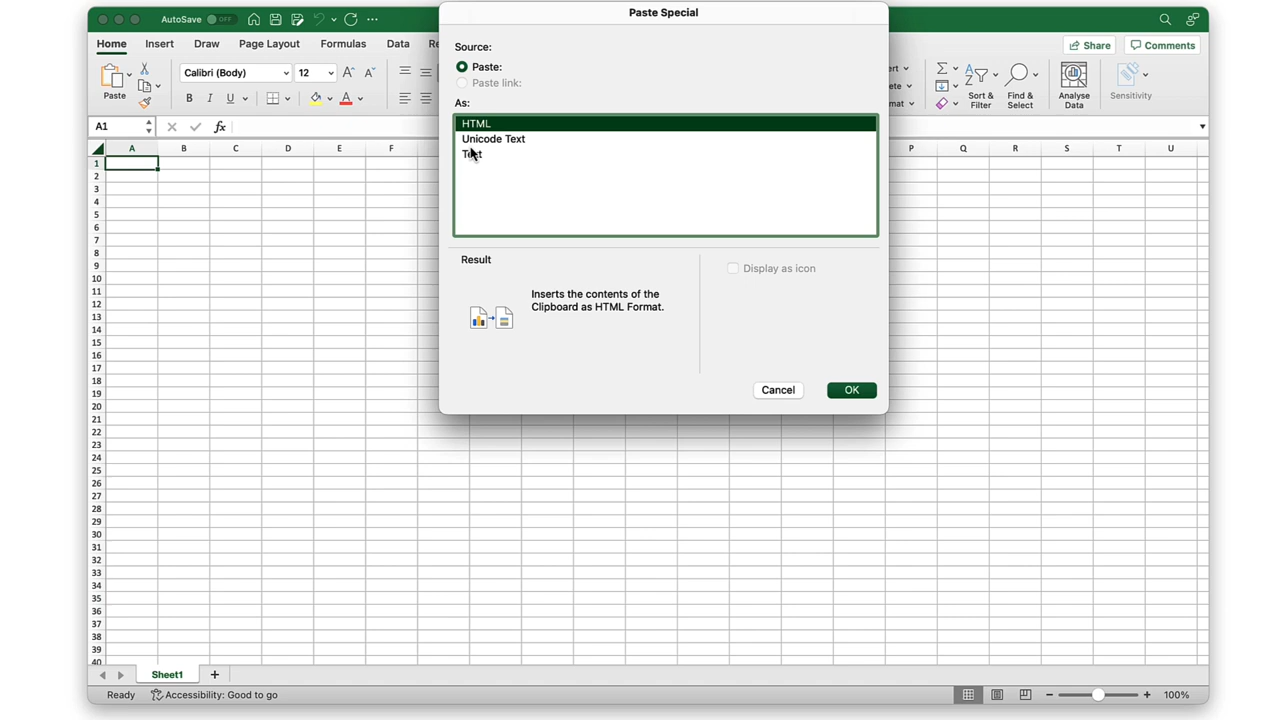 Paste Special
AutoSave OFF
Home Insert Draw Page Layout Formulas Data Re
Share Comments
Paste
Calibri (Body) 12
B I U
A
Sort & Filter
Find & Select
Analyse Data
Sensitivity
A1
fx
Source:
Paste:
Paste link:
As:
HTML
Unicode Text
Text
Result
Inserts the contents of the
Clipboard as HTML Format.
Display as icon
Cancel OK
A B C D E F P Q R S T U
1
2
3
4
5
6
7
8
9
10
11
12
13
14
15
16
17
18
19
20
21
22
23
24
25
26
27
28
29
30
31
32
33
34
35
36
37
38
39
40
Sheet1
Ready Accessibility: Good to go
100%